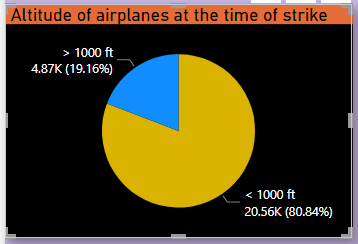 Altitude of airplanes at the time of strike
> 1000 ft
4.87K (19.16%)
< 1000 ft
20.56K (80.84%)